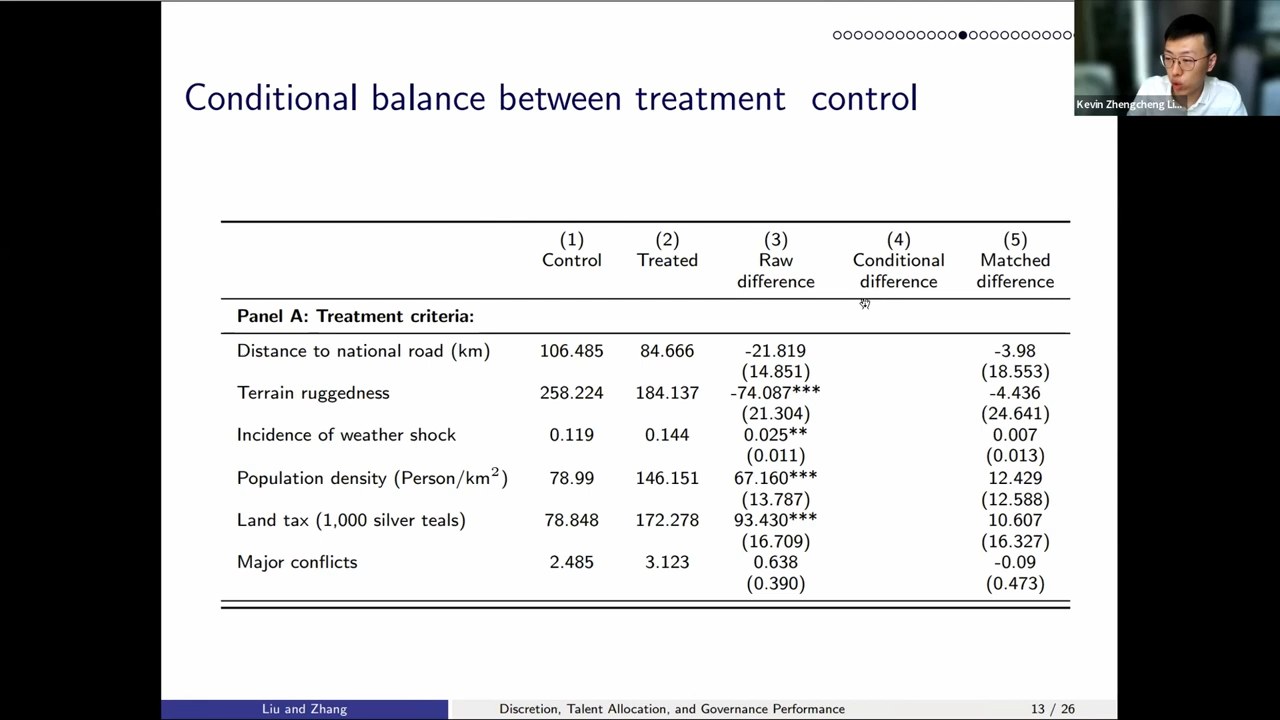 Kevin Zhengcheng Li...
Conditional balance between treatment control
(1) (2) (3) (4) (5)
Control Treated Raw Conditional Matched
difference difference difference
Panel A: Treatment criteria:
Distance to national road (km) 106.485 84.666 -21.819 -3.98
(14.851) (18.553)
Terrain ruggedness 258.224 184.137 -74.087*** -4.436
(21.304) (24.641)
Incidence of weather shock 0.119 0.144 0.025** 0.007
(0.011) (0.013)
Population density (Person/km²) 78.99 146.151 67.160*** 12.429
(13.787) (12.588)
Land tax (1,000 silver teals) 78.848 172.278 93.430*** 10.607
(16.709) (16.327)
Major conflicts 2.485 3.123 0.638 -0.09
(0.390) (0.473)
Liu and Zhang Discretion, Talent Allocation, and Governance Performance 13 / 26